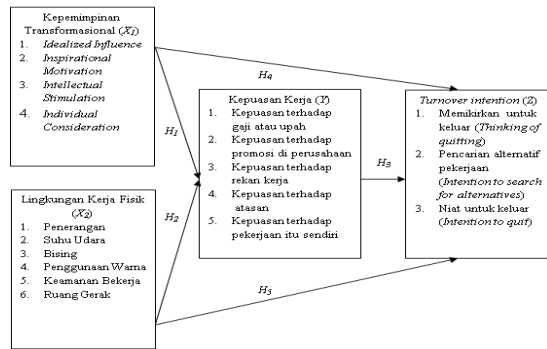 Kepemimpinan
Transformasional (X1)
1. Idealized Influence
2. Inspirational
Motivation
3. Intellectual
Stimulation
4. Individual
Consideration
H4
H1
Kepuasan Kerja (Y)
1. Kepuasan terhadap
gaji atau upah
2. Kepuasan terhadap
promosi di perusahaan
3. Kepuasan terhadap
rekan kerja
4. Kepuasan terhadap
atasan
5. Kepuasan terhadap
pekerjaan itu sendiri
H3
Turnover intention (Z)
1. Memikirkan untuk
keluar (Thinking of
quitting)
2. Pencarian alternatif
pekerjaan
(Intention to search
for alternatives)
3. Niat untuk keluar
(Intention to quit)
Lingkungan Kerja Fisik
(X2)
1. Penerangan
2. Suhu Udara
3. Bising
4. Penggunaan Warna
5. Keamanan Bekerja
6. Ruang Gerak
H2
H5